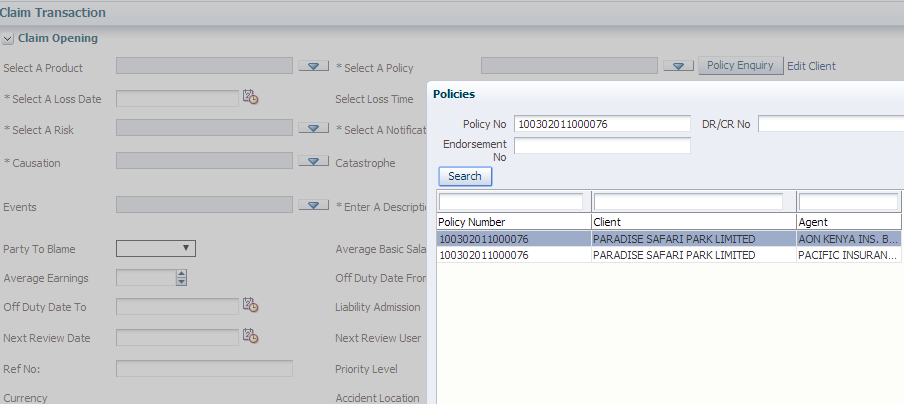 Claim Transaction
Claim Opening
Select A Product * Select A Policy Policy Enquiry Edit Client
* Select A Loss Date Select Loss Time
* Select A Risk * Select A Notificat
* Causation Catastrophe
Events * Enter A Descripti
Party To Blame Average Basic Sala
Average Earnings Off Duty Date From
Off Duty Date To Liability Admission
Next Review Date Next Review User
Ref No: Priority Level
Currency Accident Location
Policies
Policy No 100302011000076 DR/CR No
Endorsement
No
Search
Policy Number Client Agent
100302011000076 PARADISE SAFARI PARK LIMITED AON KENYA INS. B...
100302011000076 PARADISE SAFARI PARK LIMITED PACIFIC INSURAN...